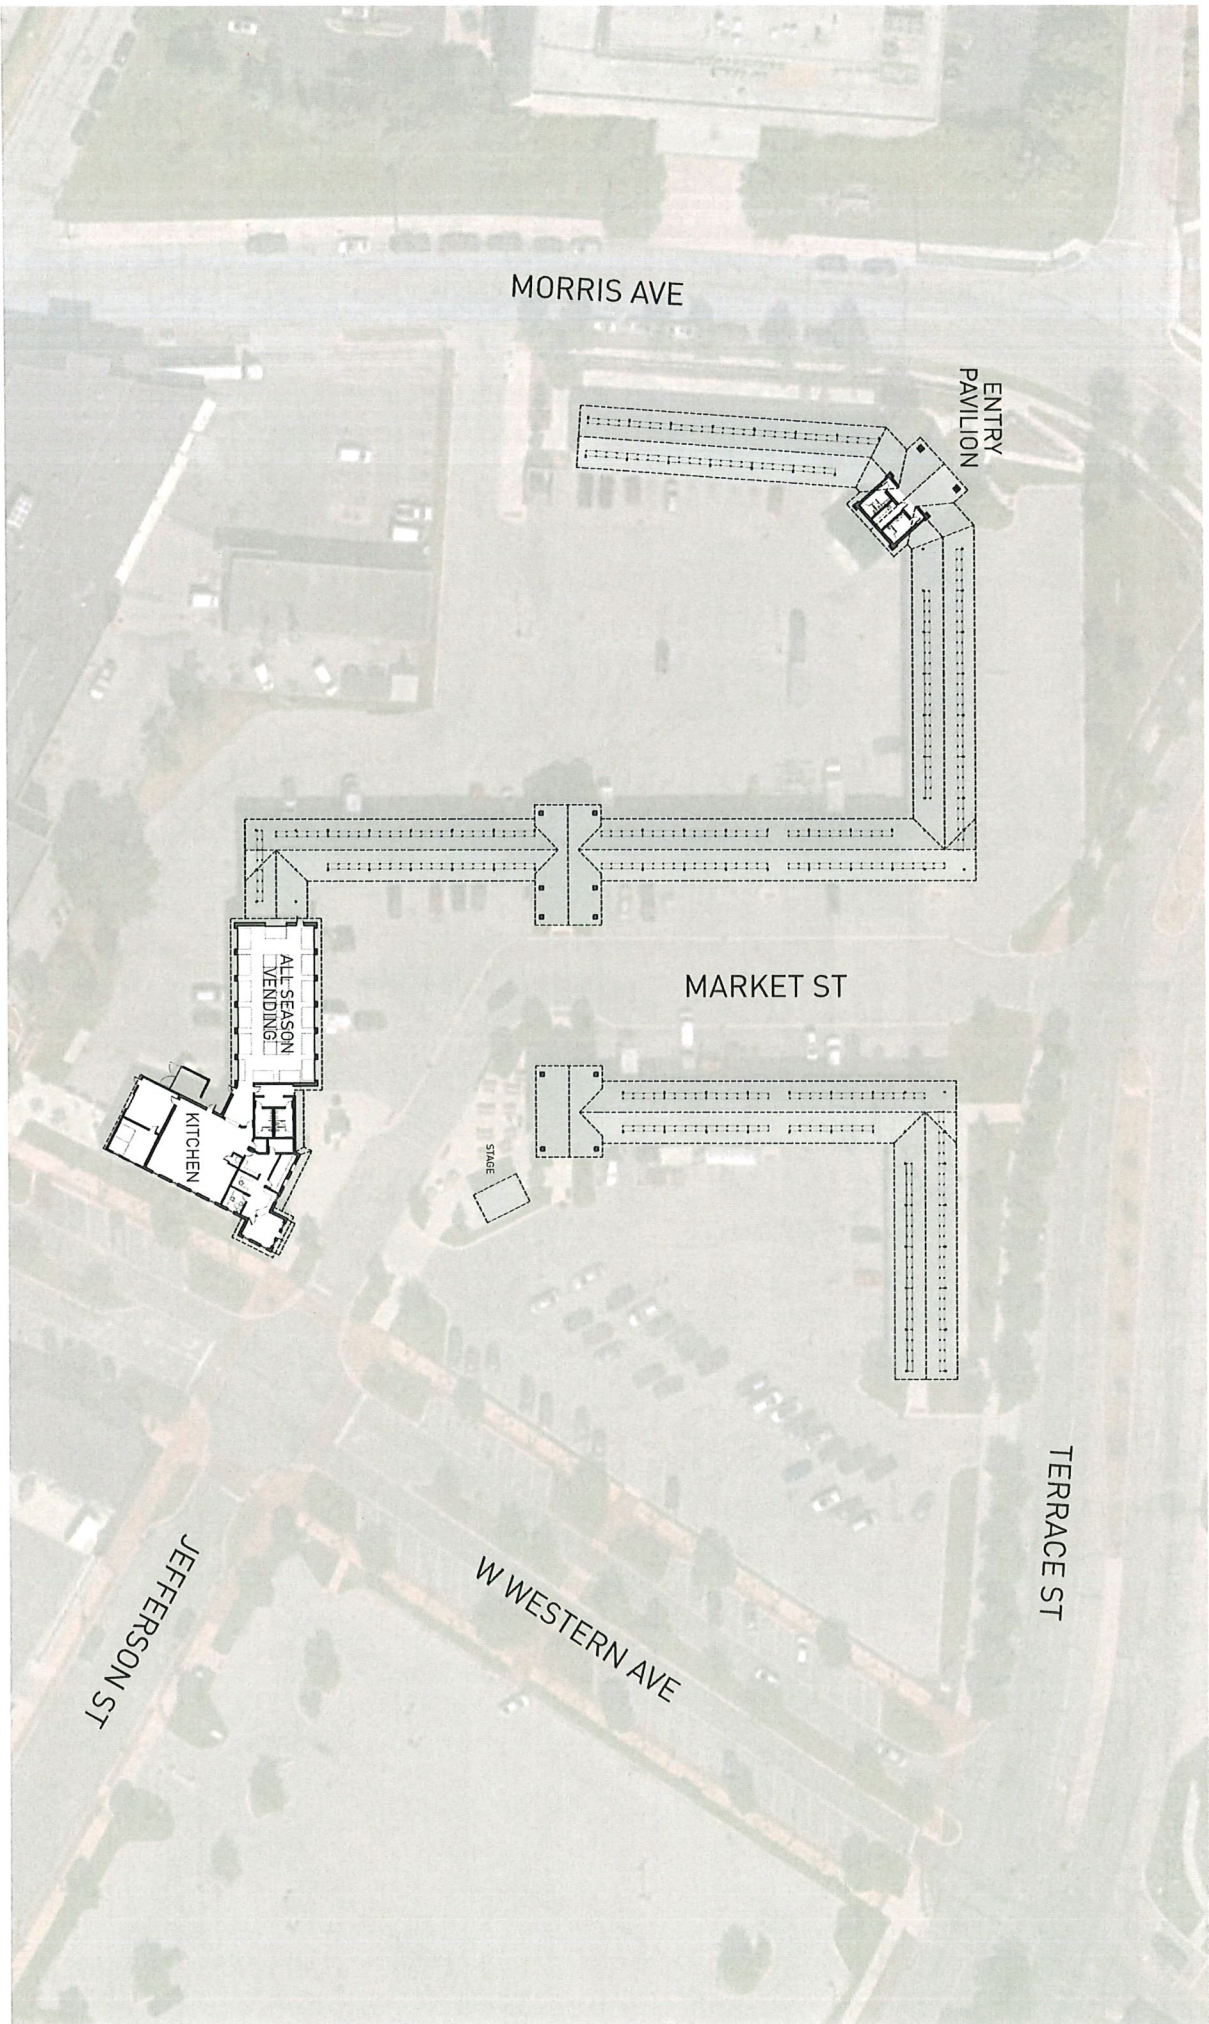 MORRIS AVE
ENTRY
PAVILION
MARKET ST
ALL SEASON
VENDING
KITCHEN
STAGE
TERRACE ST
W WESTERN AVE
JEFFERSON ST